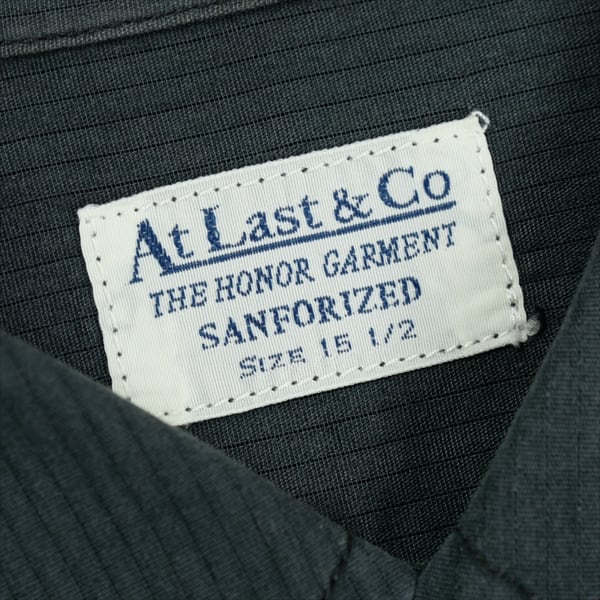 At Last & Co
THE HONOR GARMENT
SANFORIZED
SIZE 15 1/2